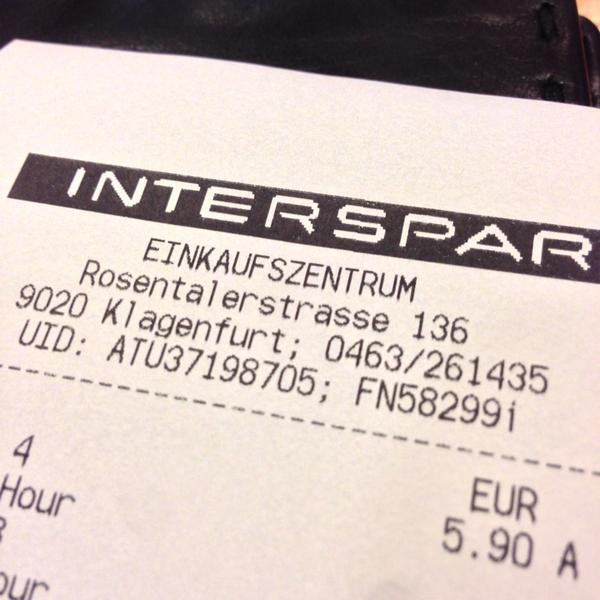 INTERSPAR
EINKAUFSZENTRUM
Rosentalerstrasse 136
9020 Klagenfurt; 0463/261435
UID: ATU37198705; FN58299i
4 EUR
Hour 5.90 A